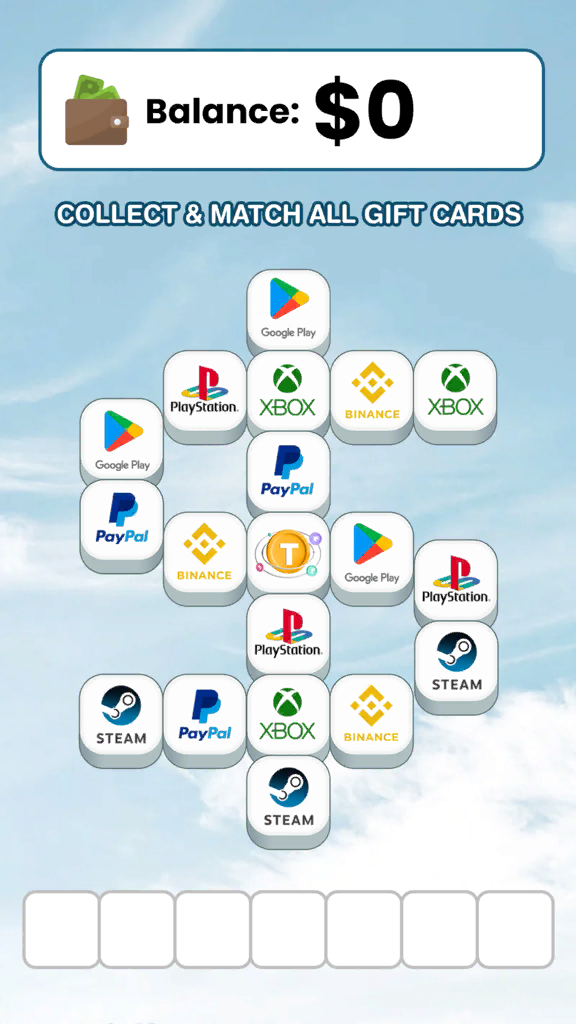 Balance: $0
COLLECT & MATCH ALL GIFT CARDS
Google Play
PlayStation.
XBOX
BINANCE
XBOX
Google Play
PayPal
PayPal
BINANCE
T
Google Play
PlayStation.
PlayStation.
STEAM
STEAM
PayPal
XBOX
BINANCE
STEAM